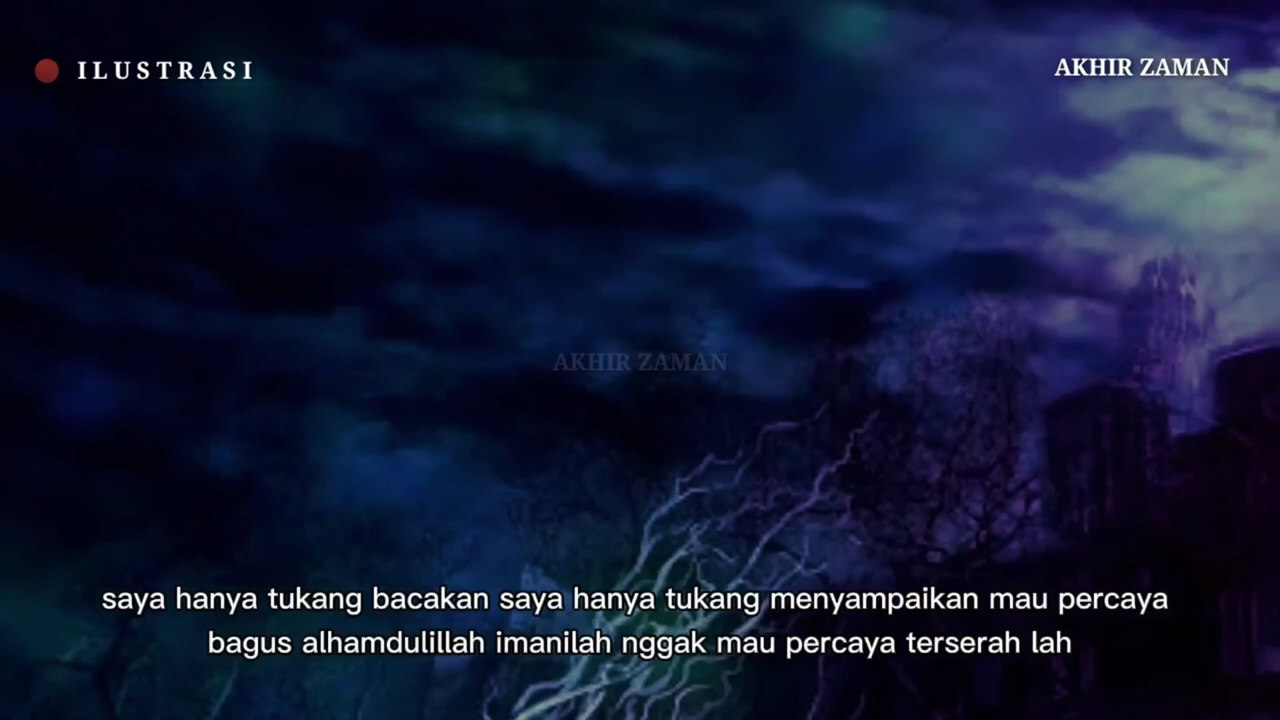 ILUSTRASI
AKHIR ZAMAN
AKHIR ZAMAN
saya hanya tukang bacakan saya hanya tukang menyampaikan mau percaya
bagus alhamdulillah imanilah nggak mau percaya terserah lah